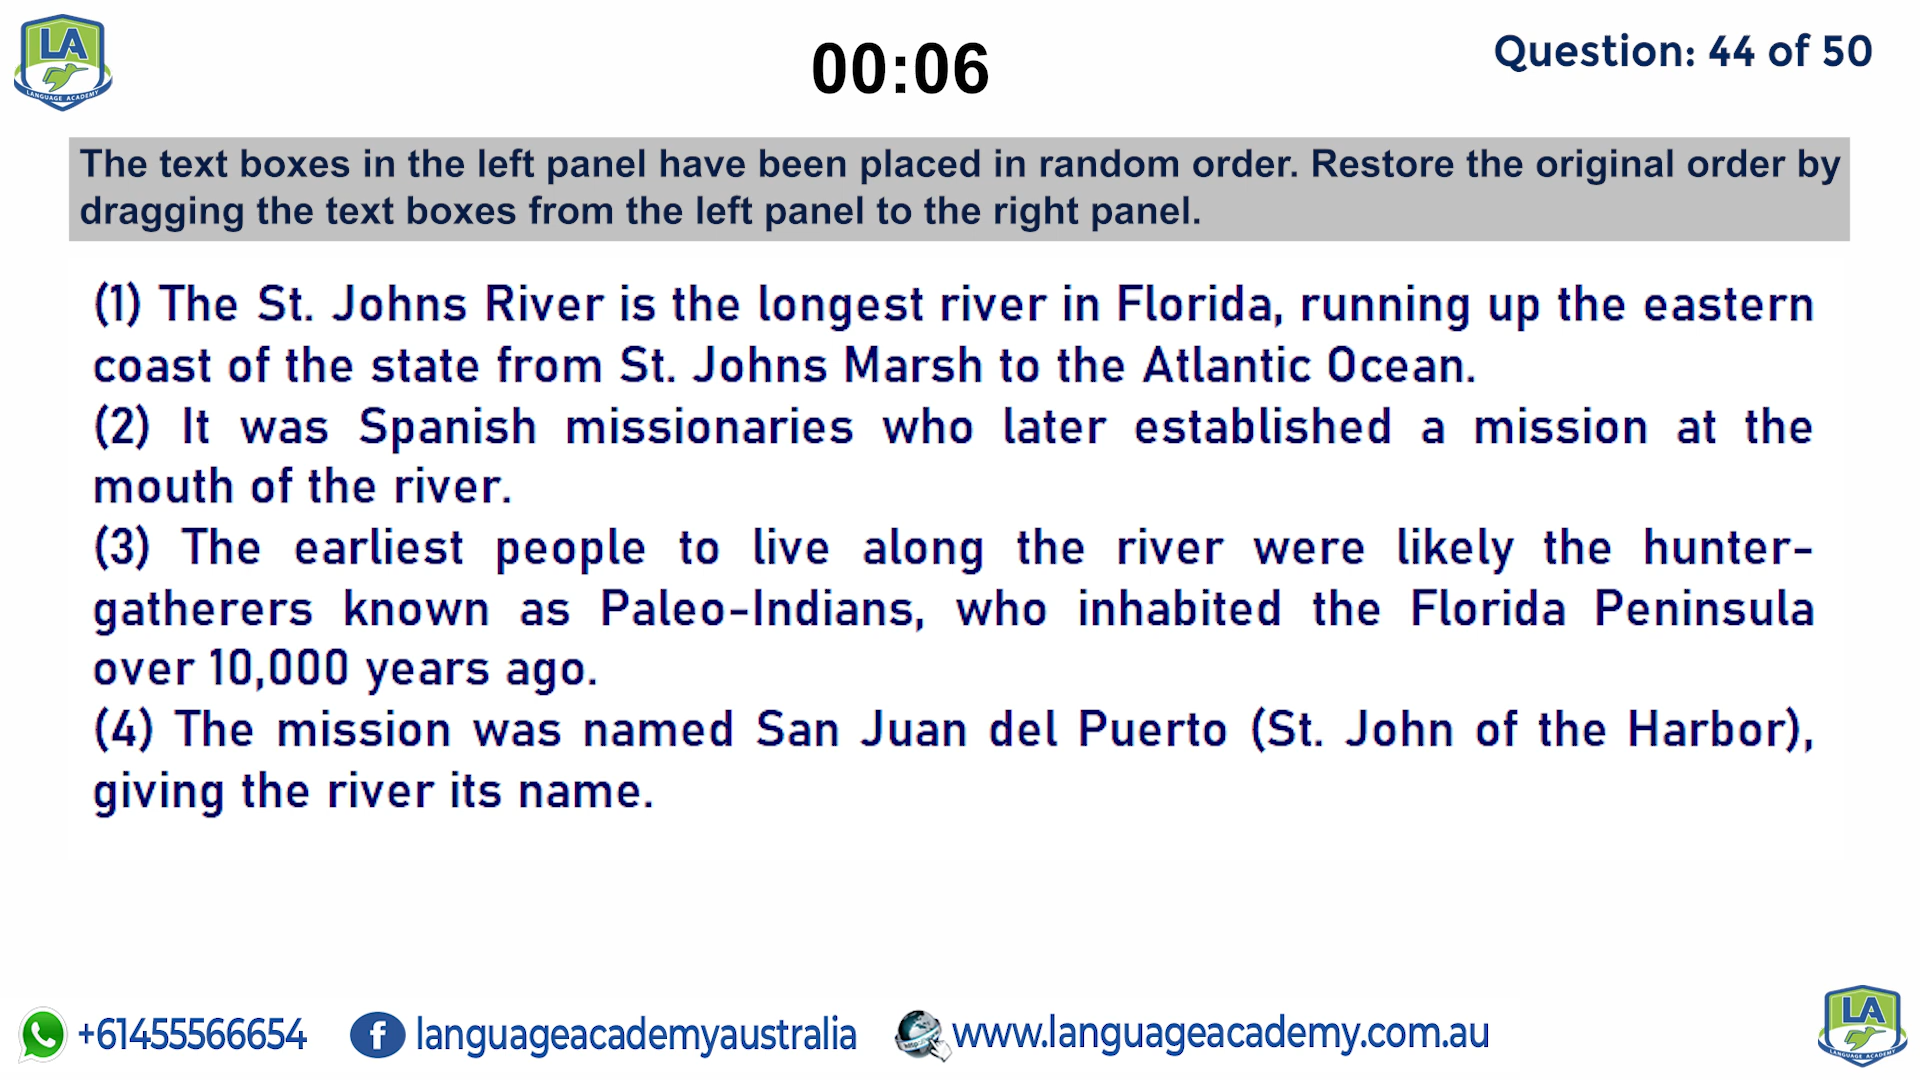 LA
LANGUAGE ACADEMY
00:06
Question: 44 of 50
The text boxes in the left panel have been placed in random order. Restore the original order by
dragging the text boxes from the left panel to the right panel.
(1) The St. Johns River is the longest river in Florida, running up the eastern
coast of the state from St. Johns Marsh to the Atlantic Ocean.
(2) It was Spanish missionaries who later established a mission at the
mouth of the river.
(3) The earliest people to live along the river were likely the hunter-
gatherers known as Paleo-Indians, who inhabited the Florida Peninsula
over 10,000 years ago.
(4) The mission was named San Juan del Puerto (St. John of the Harbor),
giving the river its name.
+61455566654
f languageacademyaustralia
www.languageacademy.com.au
LA
LANGUAGE ACADEMY